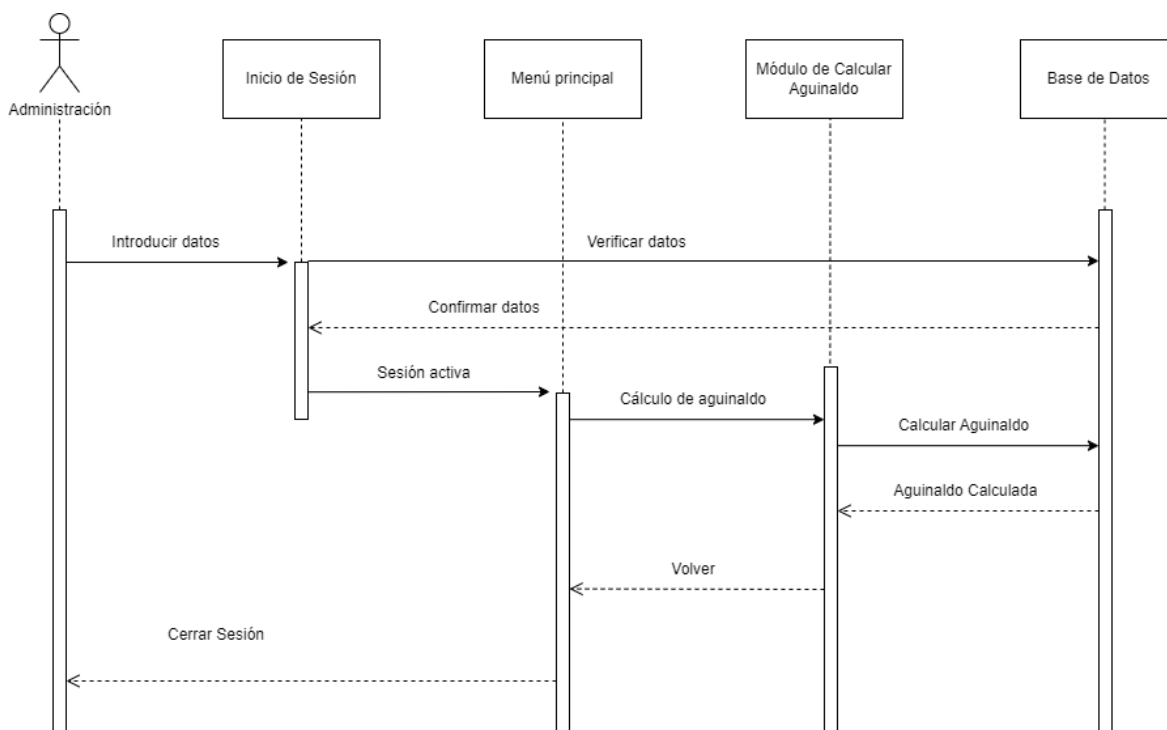 Administración
Inicio de Sesión
Menú principal
Módulo de Calcular
Aguinaldo
Base de Datos
Introducir datos
Verificar datos
Confirmar datos
Sesión activa
Cálculo de aguinaldo
Calcular Aguinaldo
Aguinaldo Calculada
Volver
Cerrar Sesión